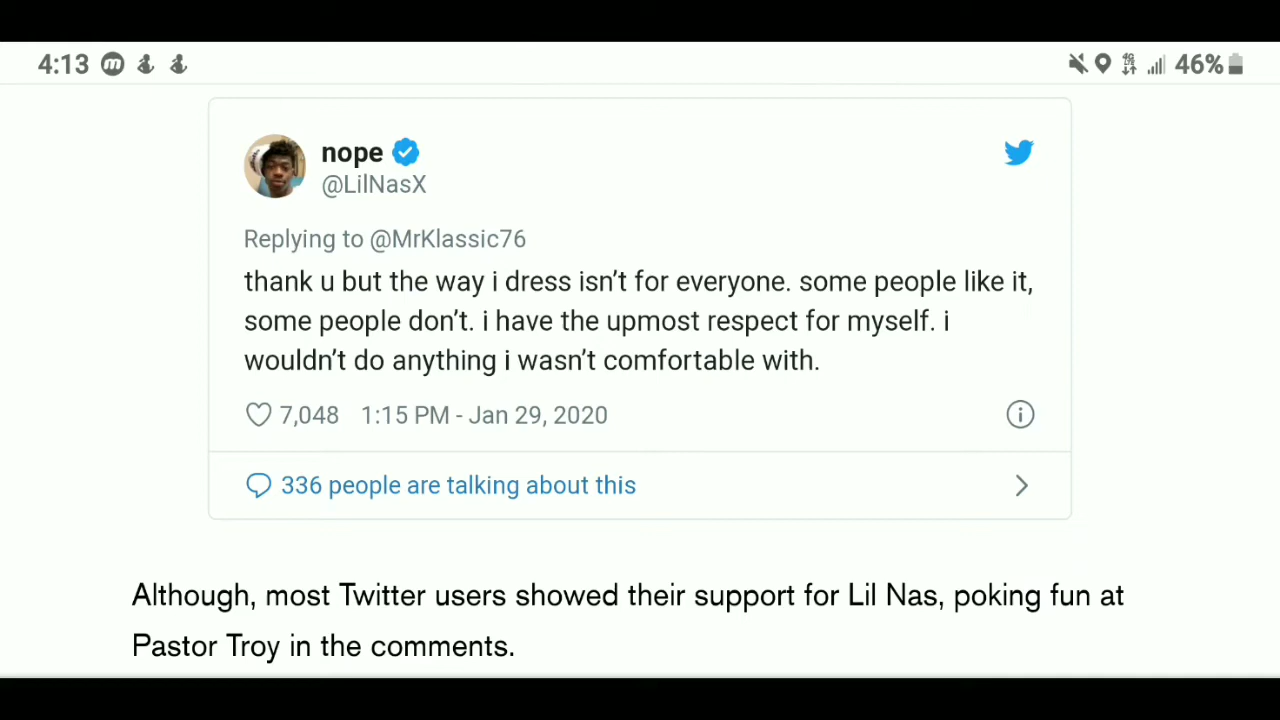 4:13 46%
nope
@LilNasX
Replying to @MrKlassic76
thank u but the way i dress isn’t for everyone. some people like it,
some people don’t. i have the upmost respect for myself. i
wouldn’t do anything i wasn’t comfortable with.
7,048 1:15 PM - Jan 29, 2020
336 people are talking about this
Although, most Twitter users showed their support for Lil Nas, poking fun at
Pastor Troy in the comments.